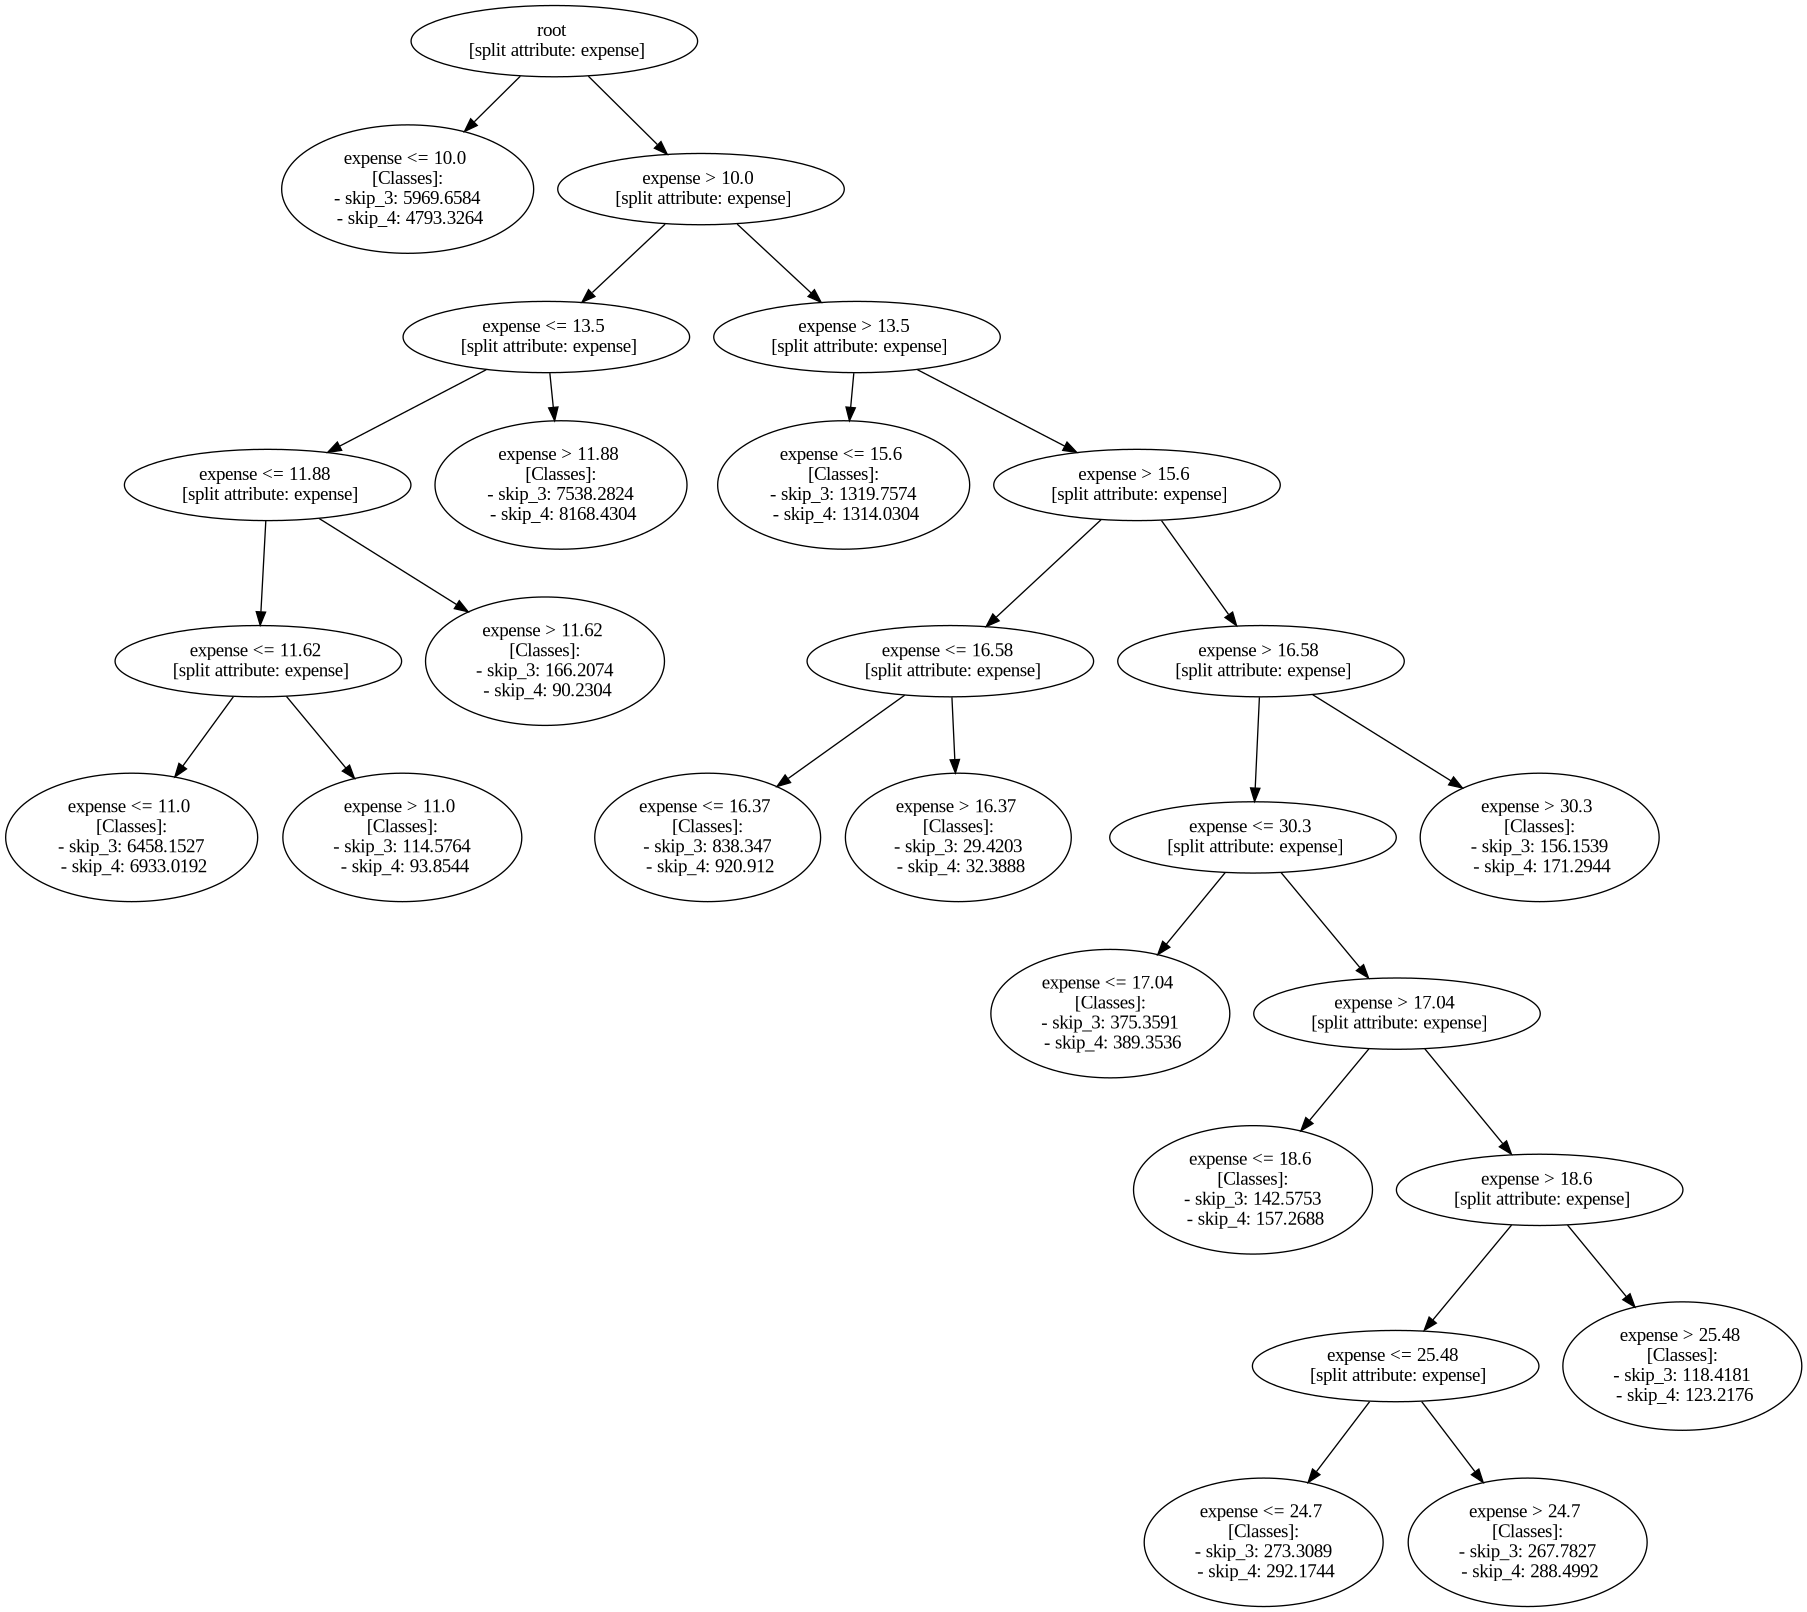 root
[split attribute: expense]
expense <= 10.0
[Classes]:
- skip_3: 5969.6584
- skip_4: 4793.3264
expense > 10.0
[split attribute: expense]
expense <= 13.5
[split attribute: expense]
expense > 13.5
[split attribute: expense]
expense <= 11.88
[split attribute: expense]
expense > 11.88
[Classes]:
- skip_3: 7538.2824
- skip_4: 8168.4304
expense <= 15.6
[Classes]:
- skip_3: 1319.7574
- skip_4: 1314.0304
expense > 15.6
[split attribute: expense]
expense <= 11.62
[split attribute: expense]
expense > 11.62
[Classes]:
- skip_3: 166.2074
- skip_4: 90.2304
expense <= 16.58
[split attribute: expense]
expense > 16.58
[split attribute: expense]
expense <= 11.0
[Classes]:
- skip_3: 6458.1527
- skip_4: 6933.0192
expense > 11.0
[Classes]:
- skip_3: 114.5764
- skip_4: 93.8544
expense <= 16.37
[Classes]:
- skip_3: 838.347
- skip_4: 920.912
expense > 16.37
[Classes]:
- skip_3: 29.4203
- skip_4: 32.3888
expense <= 30.3
[split attribute: expense]
expense > 30.3
[Classes]:
- skip_3: 156.1539
- skip_4: 171.2944
expense <= 17.04
[Classes]:
- skip_3: 375.3591
- skip_4: 389.3536
expense > 17.04
[split attribute: expense]
expense <= 18.6
[Classes]:
- skip_3: 142.5753
- skip_4: 157.2688
expense > 18.6
[split attribute: expense]
expense <= 25.48
[split attribute: expense]
expense > 25.48
[Classes]:
- skip_3: 118.4181
- skip_4: 123.2176
expense <= 24.7
[Classes]:
- skip_3: 273.3089
- skip_4: 292.1744
expense > 24.7
[Classes]:
- skip_3: 267.7827
- skip_4: 288.4992